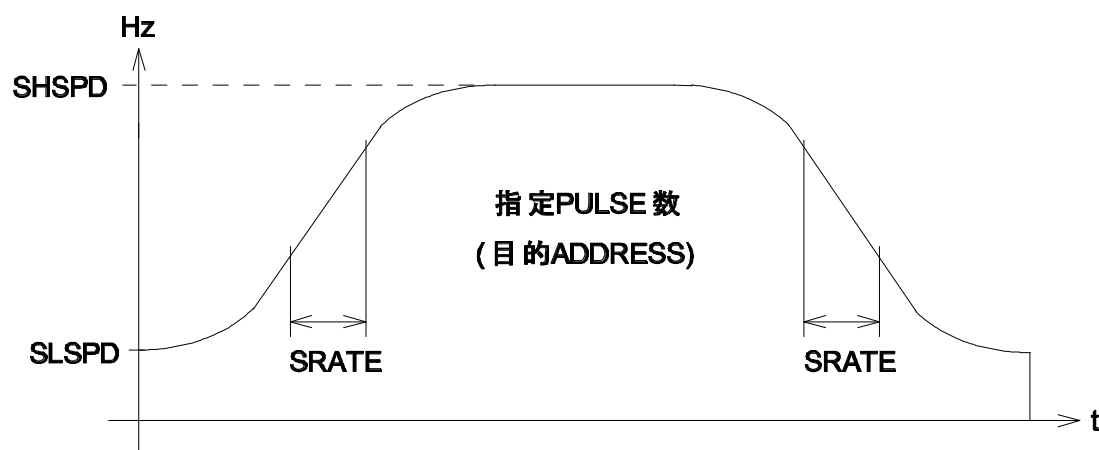 Hz
SHSPD
指定PULSE数
(目的ADDRESS)
SLSPD
SRATE
SRATE
t